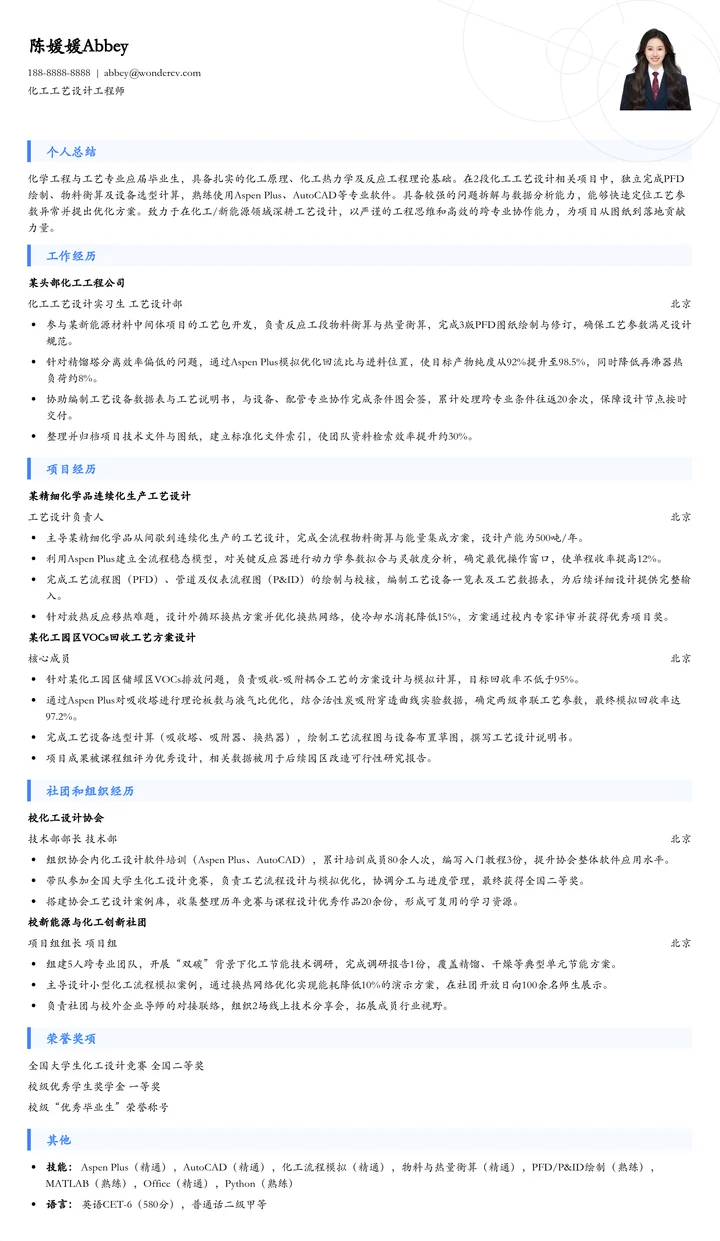 陈媛媛Abbey
188-8888-8888 | abbey@wondercv.com
化工工艺设计工程师
个人总结
化学工程与工艺专业应届毕业生，具备扎实的化工原理、化工热力学及反应工程理论基础。在2段化工工艺设计相关项目中，独立完成PFD
绘制、物料衡算及设备选型计算，熟练使用Aspen Plus、AutoCAD等专业软件。具备较强的问题拆解与数据分析能力，能够快速定位工艺参
数异常并提出优化方案。致力于在化工/新能源领域深耕工艺设计，以严谨的工程思维和高效的跨专业协作能力，为项目从图纸到落地贡献
力量。
工作经历
某头部化工工程公司
化工工艺设计实习生 工艺设计部 北京
• 参与某新能源材料中间体项目的工艺包开发，负责反应工段物料衡算与热量衡算，完成3版PFD图纸绘制与修订，确保工艺参数满足设计
规范。
• 针对精馏塔分离效率偏低的问题，通过Aspen Plus模拟优化回流比与进料位置，使目标产物纯度从92%提升至98.5%，同时降低再沸器热
负荷约8%。
• 协助编制工艺设备数据表与工艺说明书，与设备、配管专业协作完成条件图会签，累计处理跨专业条件往返20余次，保障设计节点按时
交付。
• 整理并归档项目技术文件与图纸，建立标准化文件索引，使团队资料检索效率提升约30%。
项目经历
某精细化学品连续化生产工艺设计
工艺设计负责人 北京
• 主导某精细化学品从间歇到连续化生产的工艺设计，完成全流程物料衡算与能量集成方案，设计产能为500吨/年。
• 利用Aspen Plus建立全流程稳态模型，对关键反应器进行动力学参数拟合与灵敏度分析，确定最优操作窗口，使单程收率提高12%。
• 完成工艺流程图（PFD）、管道及仪表流程图（P&ID）的绘制与校核，编制工艺设备一览表及工艺数据表，为后续详细设计提供完整输
入。
• 针对放热反应移热难题，设计外循环换热方案并优化换热网络，使冷却水消耗降低15%，方案通过校内专家评审并获得优秀项目奖。
某化工园区VOCs回收工艺方案设计
核心成员 北京
• 针对某化工园区储罐区VOCs排放问题，负责吸收-吸附耦合工艺的方案设计与模拟计算，目标回收率不低于95%。
• 通过Aspen Plus对吸收塔进行理论板数与液气比优化，结合活性炭吸附穿透曲线实验数据，确定两级串联工艺参数，最终模拟回收率达
97.2%。
• 完成工艺设备选型计算（吸收塔、吸附器、换热器），绘制工艺流程图与设备布置草图，撰写工艺设计说明书。
• 项目成果被课程组评为优秀设计，相关数据被用于后续园区改造可行性研究报告。
社团和组织经历
校化工设计协会
技术部部长 技术部 北京
• 组织协会内化工设计软件培训（Aspen Plus、AutoCAD），累计培训成员80余人次，编写入门教程3份，提升协会整体软件应用水平。
• 带队参加全国大学生化工设计竞赛，负责工艺流程设计与模拟优化，协调分工与进度管理，最终获得全国二等奖。
• 搭建协会工艺设计案例库，收集整理历年竞赛与课程设计优秀作品20余份，形成可复用的学习资源。
校新能源与化工创新社团
项目组组长 项目组 北京
• 组建5人跨专业团队，开展“双碳”背景下化工节能技术调研，完成调研报告1份，覆盖精馏、干燥等典型单元节能方案。
• 主导设计小型化工流程模拟案例，通过换热网络优化实现能耗降低10%的演示方案，在社团开放日向100余名师生展示。
• 负责社团与校外企业导师的对接联络，组织2场线上技术分享会，拓展成员行业视野。
荣誉奖项
全国大学生化工设计竞赛 全国二等奖
校级优秀学生奖学金 一等奖
校级“优秀毕业生”荣誉称号
其他
• 技能： Aspen Plus（精通），AutoCAD（精通），化工流程模拟（精通），物料与热量衡算（精通），PFD/P&ID绘制（熟练），
MATLAB（熟练），Office（精通），Python（熟练）
• 语言： 英语CET-6（580分），普通话二级甲等